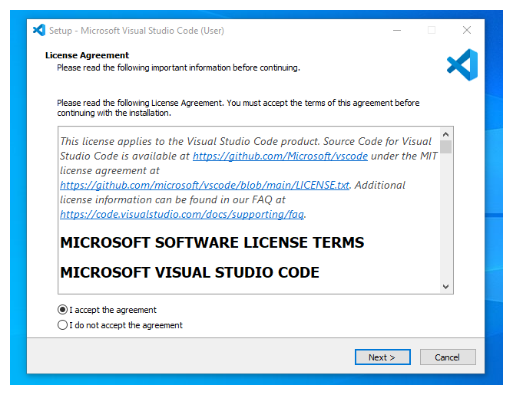 Setup - Microsoft Visual Studio Code (User)
License Agreement
Please read the following important information before continuing.
Please read the following License Agreement. You must accept the terms of this agreement before
continuing with the installation.
This license applies to the Visual Studio Code product. Source Code for Visual
Studio Code is available at https://github.com/Microsoft/vscode under the MIT
license agreement at
https://github.com/microsoft/vscode/blob/main/LICENSE.txt. Additional
license information can be found in our FAQ at
https://code.visualstudio.com/docs/supporting/faq.
MICROSOFT SOFTWARE LICENSE TERMS
MICROSOFT VISUAL STUDIO CODE
I accept the agreement
I do not accept the agreement
Next >
Cancel